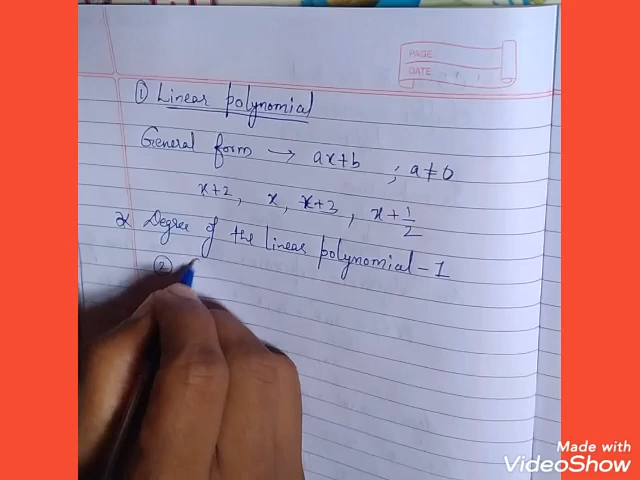 PAGE
DATE
① Linear polynomial
General form → ax+b ; a≠0
x+2, x, x+3, x+1/2
* Degree of the linear polynomial - 1
②
Made with
VideoShow